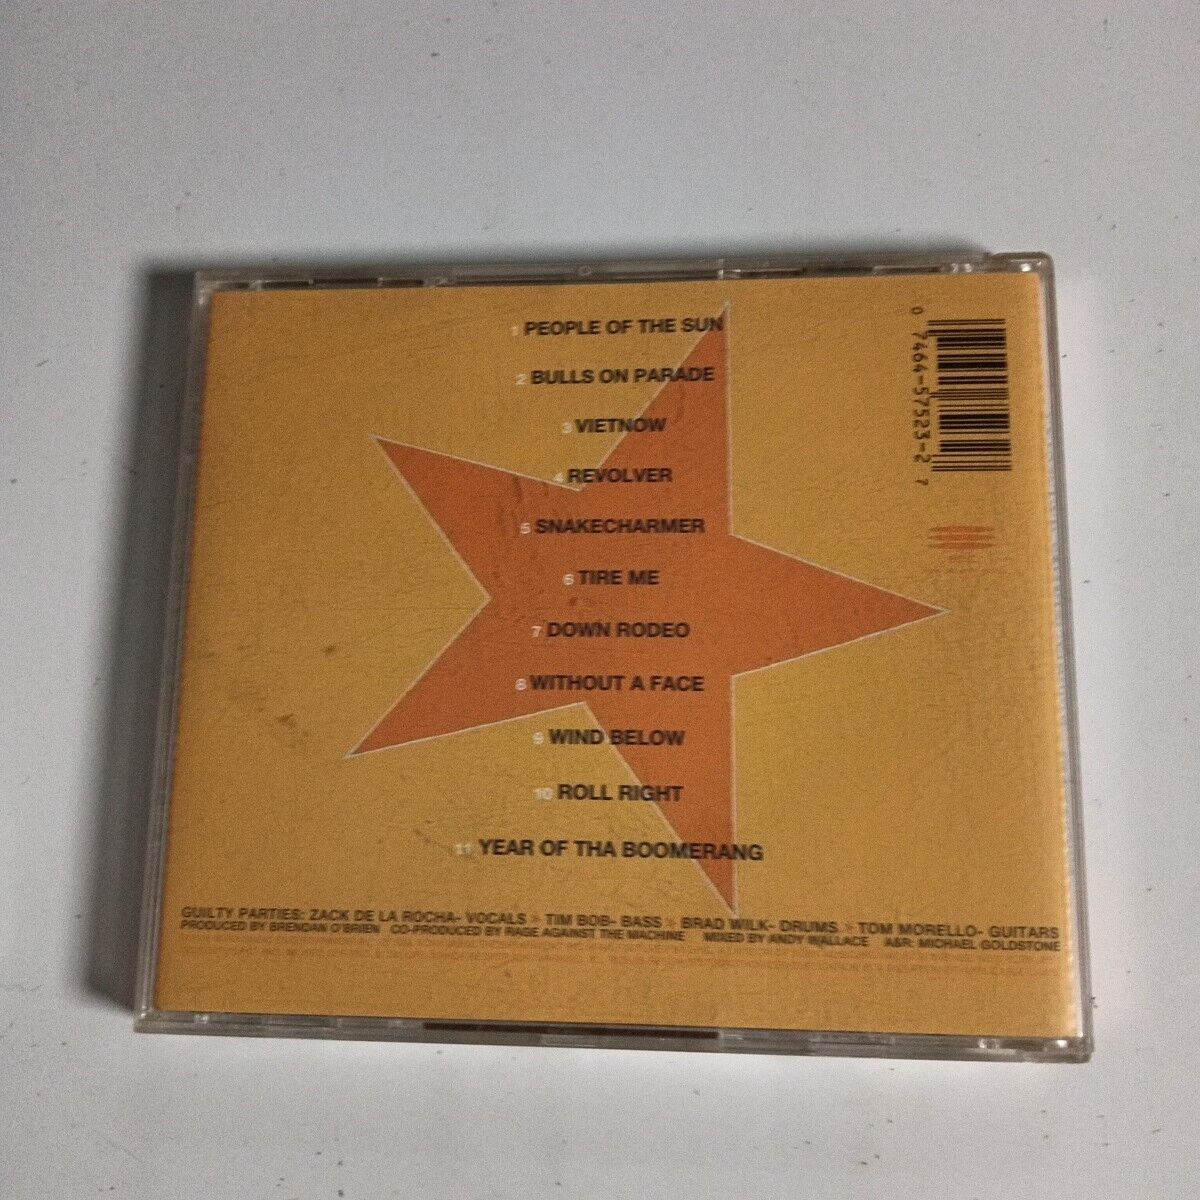 1 PEOPLE OF THE SUN
2 BULLS ON PARADE
3 VIETNOW
4 REVOLVER
5 SNAKECHARMER
6 TIRE ME
7 DOWN RODEO
8 WITHOUT A FACE
9 WIND BELOW
10 ROLL RIGHT
11 YEAR OF THA BOOMERANG
0 7464-57523-2 7
GUILTY PARTIES: ZACK DE LA ROCHA- VOCALS » TIM BOB- BASS » BRAD WILK- DRUMS » TOM MORELLO- GUITARS
PRODUCED BY BRENDAN O'BRIEN CO-PRODUCED BY RAGE AGAINST THE MACHINE MIXED BY ANDY WALLACE A&R: MICHAEL GOLDSTONE